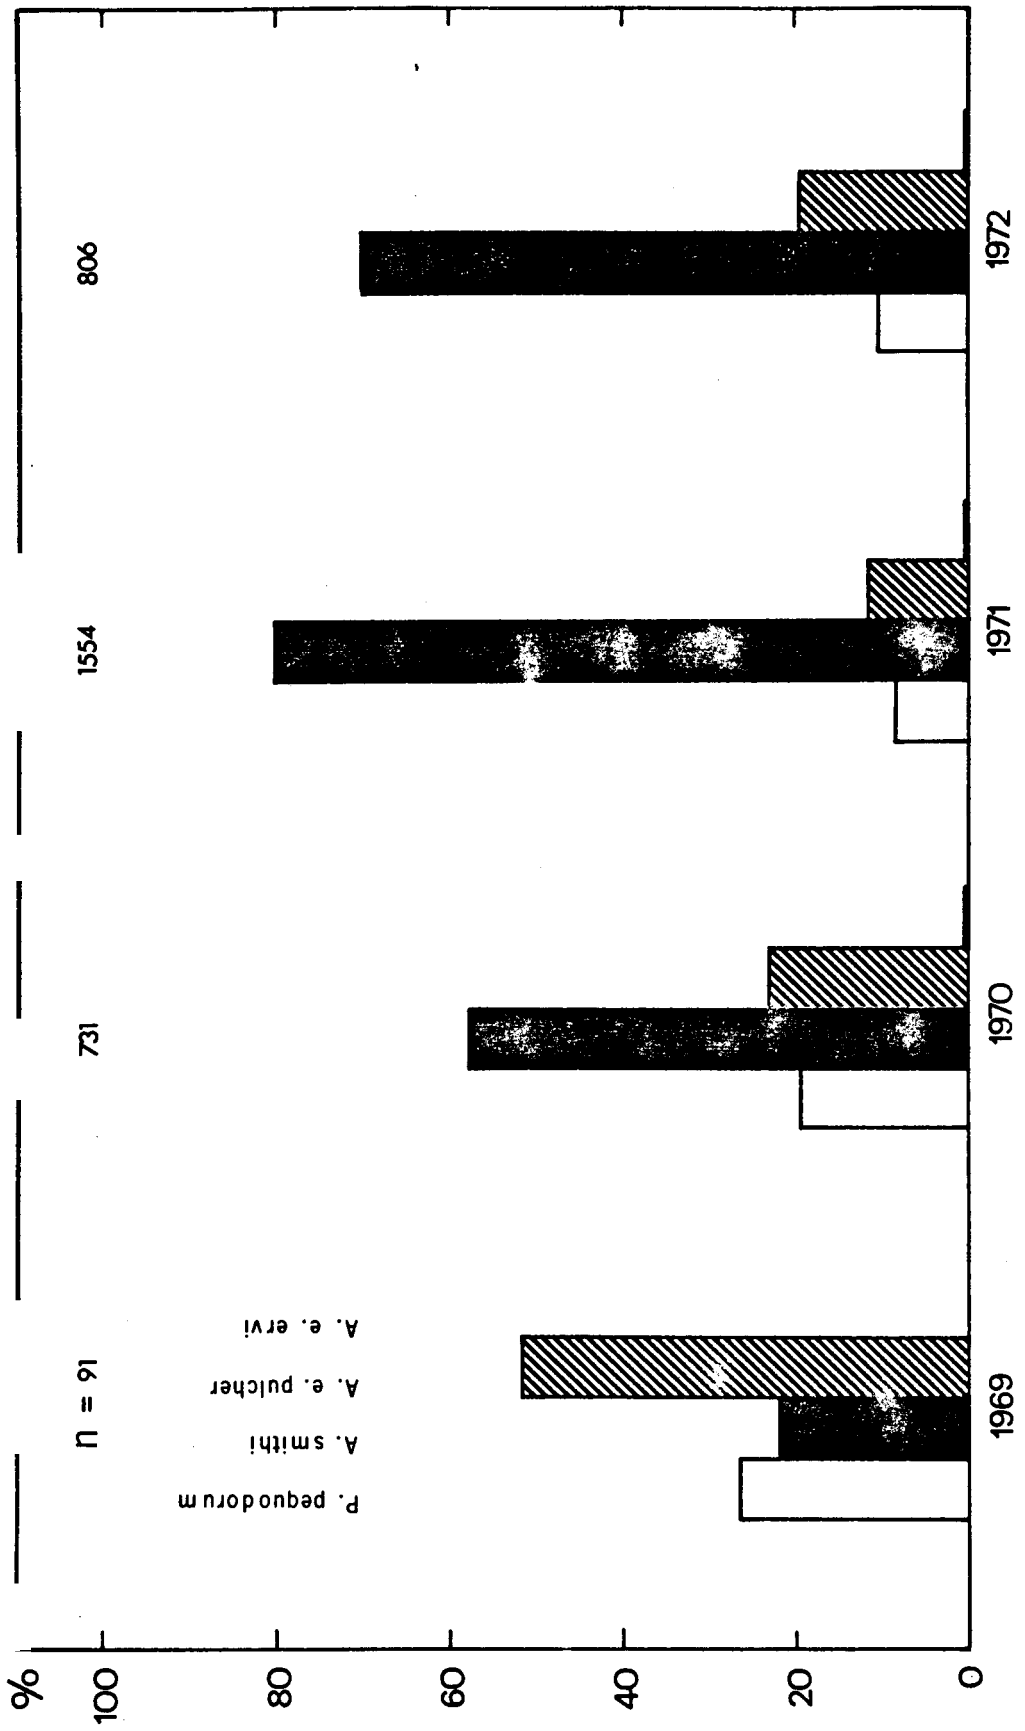 %
100
80
60
40
20
0
n = 91
731
1554
806
P. pequodorum
A. smithi
A. e. pulcher
A. e. ervi
1969
1970
1971
1972